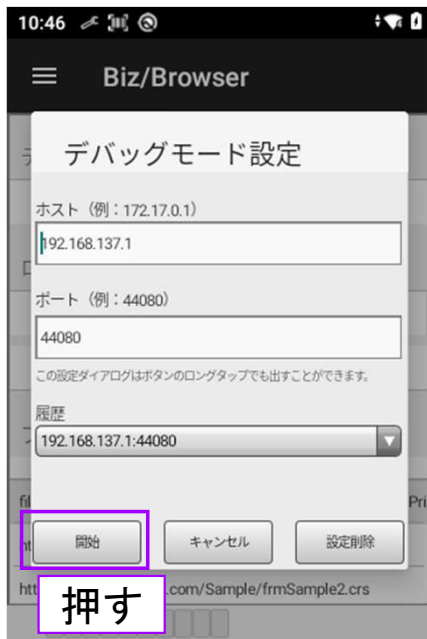 10:46
Biz/Browser
デバッグモード設定
ホスト（例：172.17.0.1）
192.168.137.1
ポート（例：44080）
44080
この設定ダイアログはボタンのロングタップでも出すことができます。
履歴
192.168.137.1:44080
fil
Pri
開始
キャンセル
設定削除
htt
.com/Sample/frmSample2.crs
押す